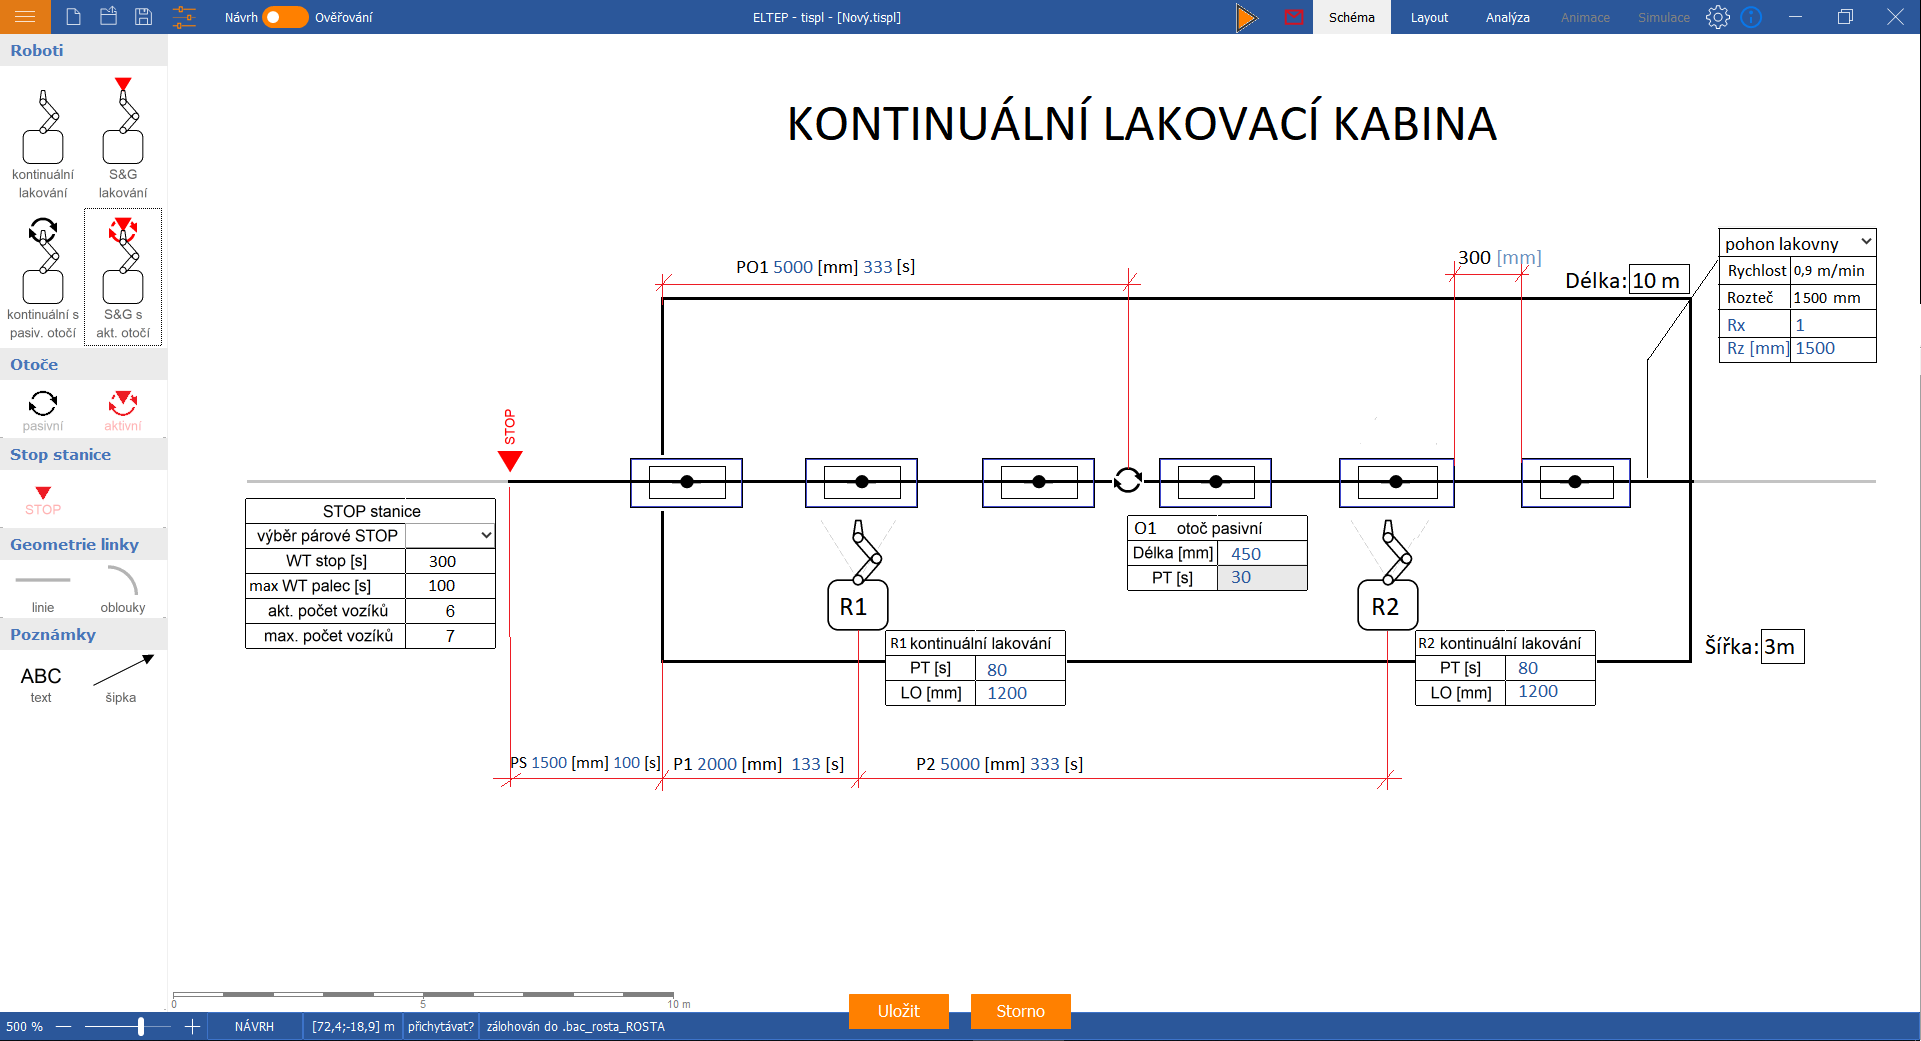 Návrh Ověřování
ELTEP - tispl - [Nový.tispl]
Schéma Layout Analýza Animace Simulace
Roboti
kontinuální lakování
S&G lakování
kontinuální s pasiv. otočí
S&G s akt. otočí
Otoče
pasivní aktivní
Stop stanice
STOP
Geometrie linky
linie oblouky
Poznámky
ABC
text šipka
KONTINUÁLNÍ LAKOVACÍ KABINA
PO1 5000 [mm] 333 [s]
300 [mm]
Délka: 10 m
pohon lakovny
Rychlost 0,9 m/min
Rozteč 1500 mm
Rx 1
Rz [mm] 1500
STOP
STOP stanice
výběr párové STOP
WT stop [s] 300
max WT palec [s] 100
akt. počet vozíků 6
max. počet vozíků 7
O1 otoč pasivní
Délka [mm] 450
PT [s] 30
R1
R1 kontinuální lakování
PT [s] 80
LO [mm] 1200
R2
R2 kontinuální lakování
PT [s] 80
LO [mm] 1200
Šířka: 3m
PS 1500 [mm] 100 [s]
P1 2000 [mm] 133 [s]
P2 5000 [mm] 333 [s]
0 5 10 m
Uložit Storno
500 % NÁVRH [72,4;-18,9] m přichytávat? zálohován do .bac_rosta_ROSTA